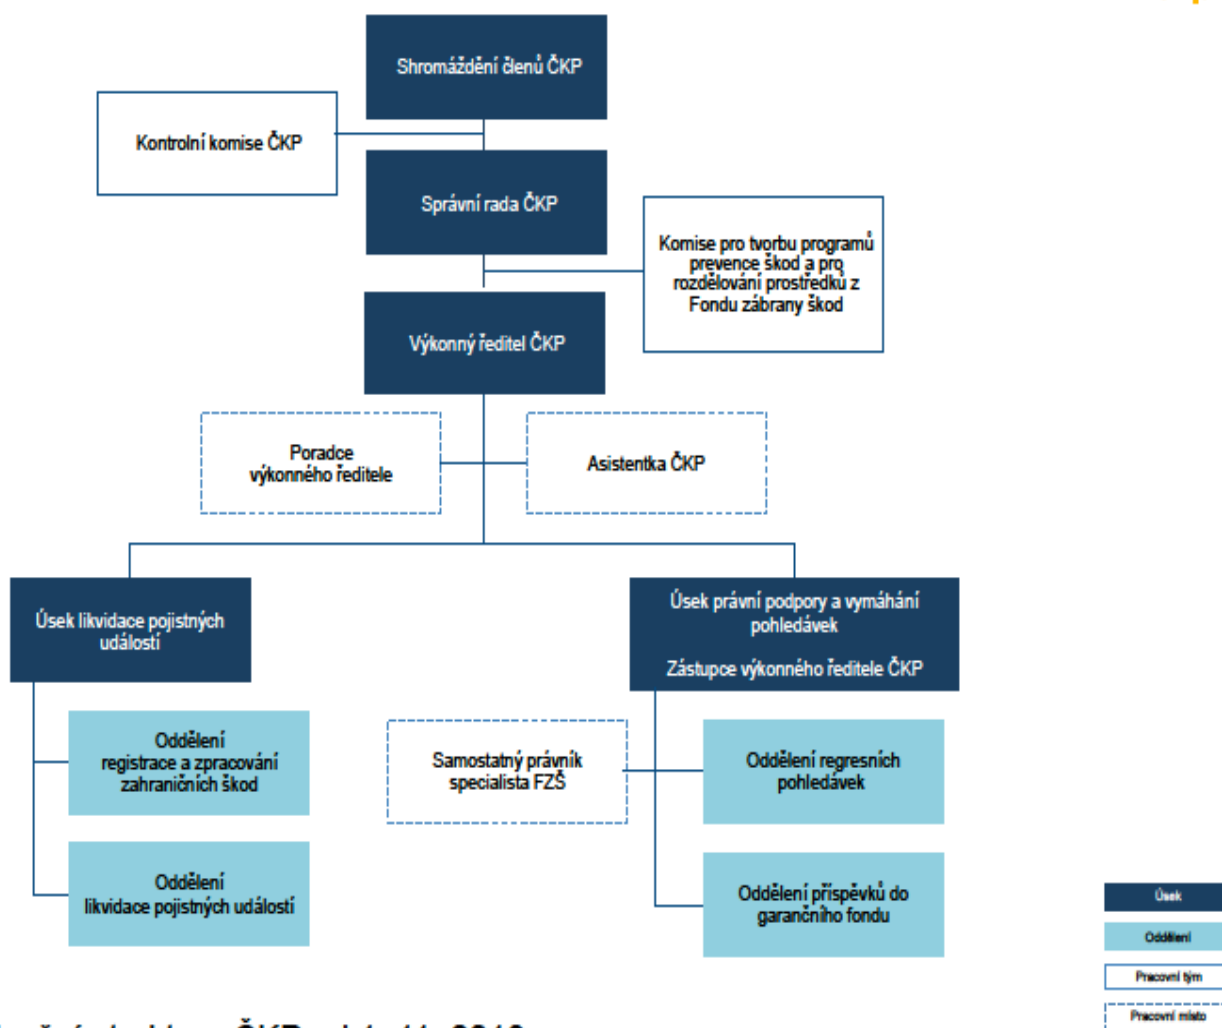 Shromáždění členů ČKP
Kontrolní komise ČKP
Správní rada ČKP
Komise pro tvorbu programů
prevence škod a pro
rozdělování prostředků z
Fondu zábrany škod
Výkonný ředitel ČKP
Poradce
výkonného ředitele
Asistentka ČKP
Úsek likvidace pojistných
událostí
Úsek právní podpory a vymáhání
pohledávek
Zástupce výkonného ředitele ČKP
Oddělení
registrace a zpracování
zahraničních škod
Samostatný právník
specialista FZŠ
Oddělení regresních
pohledávek
Oddělení
likvidace pojistných událostí
Oddělení příspěvků do
garančního fondu
Úsek
Oddělení
Pracovní tým
Pracovní místo